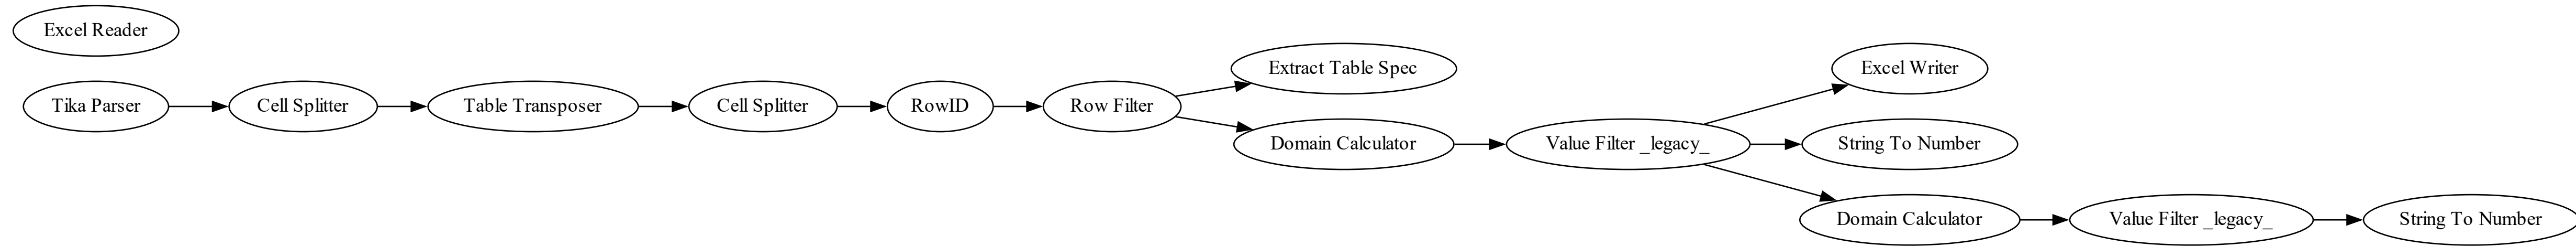 Excel Reader
Tika Parser
Cell Splitter
Table Transposer
Cell Splitter
RowID
Row Filter
Extract Table Spec
Domain Calculator
Value Filter _legacy_
Excel Writer
String To Number
Domain Calculator
Value Filter _legacy_
String To Number